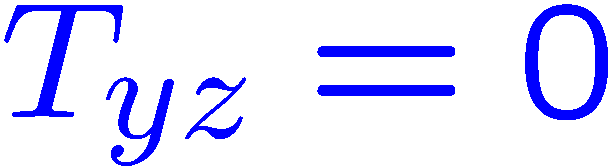 T_{yz} = 0